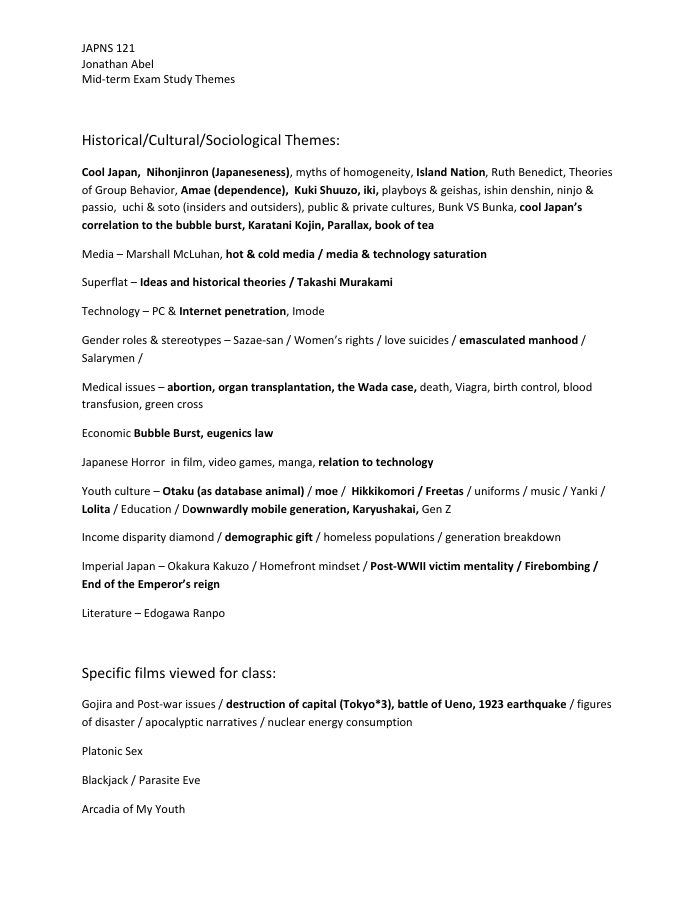 JAPNS 121
Jonathan Abel
Mid-term Exam Study Themes
Historical/Cultural/Sociological Themes:
Cool Japan,  Nihonjinron (Japaneseness), myths of homogeneity, Island Nation, Ruth Benedict, Theories
of Group Behavior, Amae (dependence),  Kuki Shuuzo, iki, playboys & geishas, ishin denshin, ninjo &
passio,  uchi & soto (insiders and outsiders), public & private cultures, Bunk VS Bunka, cool Japan's
correlation to the bubble burst, Karatani Kojin, Parallax, book of tea
Media – Marshall McLuhan, hot & cold media / media & technology saturation
Superflat – Ideas and historical theories / Takashi Murakami
Technology – PC & Internet penetration, Imode
Gender roles & stereotypes – Sazae-san / Women's rights / love suicides / emasculated manhood /
Salarymen /
Medical issues – abortion, organ transplantation, the Wada case, death, Viagra, birth control, blood
transfusion, green cross
Economic Bubble Burst, eugenics law
Japanese Horror  in film, video games, manga, relation to technology
Youth culture – Otaku (as database animal) / moe /  Hikkikomori / Freetas / uniforms / music / Yanki /
Lolita / Education / Downwardly mobile generation, Karyushakai, Gen Z
Income disparity diamond / demographic gift / homeless populations / generation breakdown
Imperial Japan – Okakura Kakuzo / Homefront mindset / Post-WWII victim mentality / Firebombing /
End of the Emperor's reign
Literature – Edogawa Ranpo
Specific films viewed for class:
Gojira and Post-war issues / destruction of capital (Tokyo*3), battle of Ueno, 1923 earthquake / figures
of disaster / apocalyptic narratives / nuclear energy consumption
Platonic Sex
Blackjack / Parasite Eve
Arcadia of My Youth